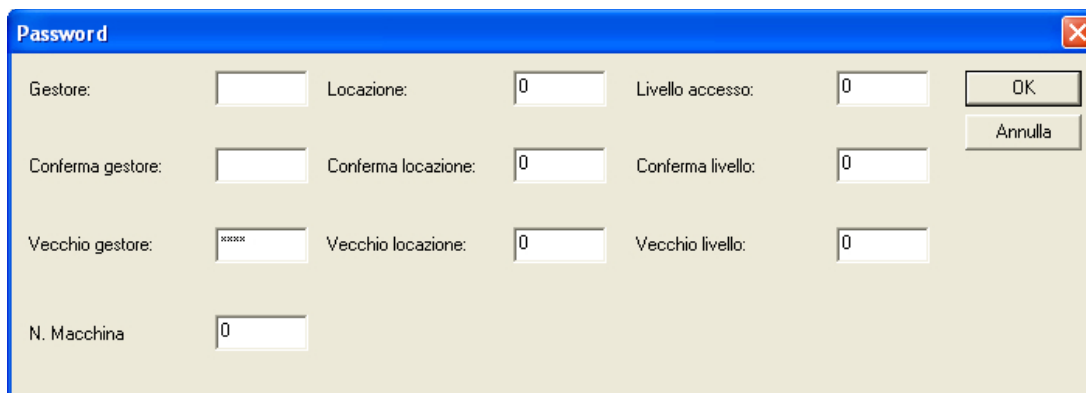 Password
Gestore: Locazione: 0 Livello accesso: 0 OK
Annulla
Conferma gestore: Conferma locazione: 0 Conferma livello: 0
Vecchio gestore: **** Vecchio locazione: 0 Vecchio livello: 0
N. Macchina 0